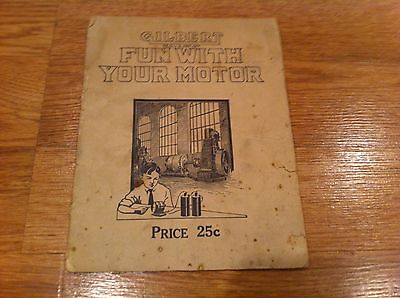 GILBERT
FUN WITH
YOUR MOTOR
PRICE 25c